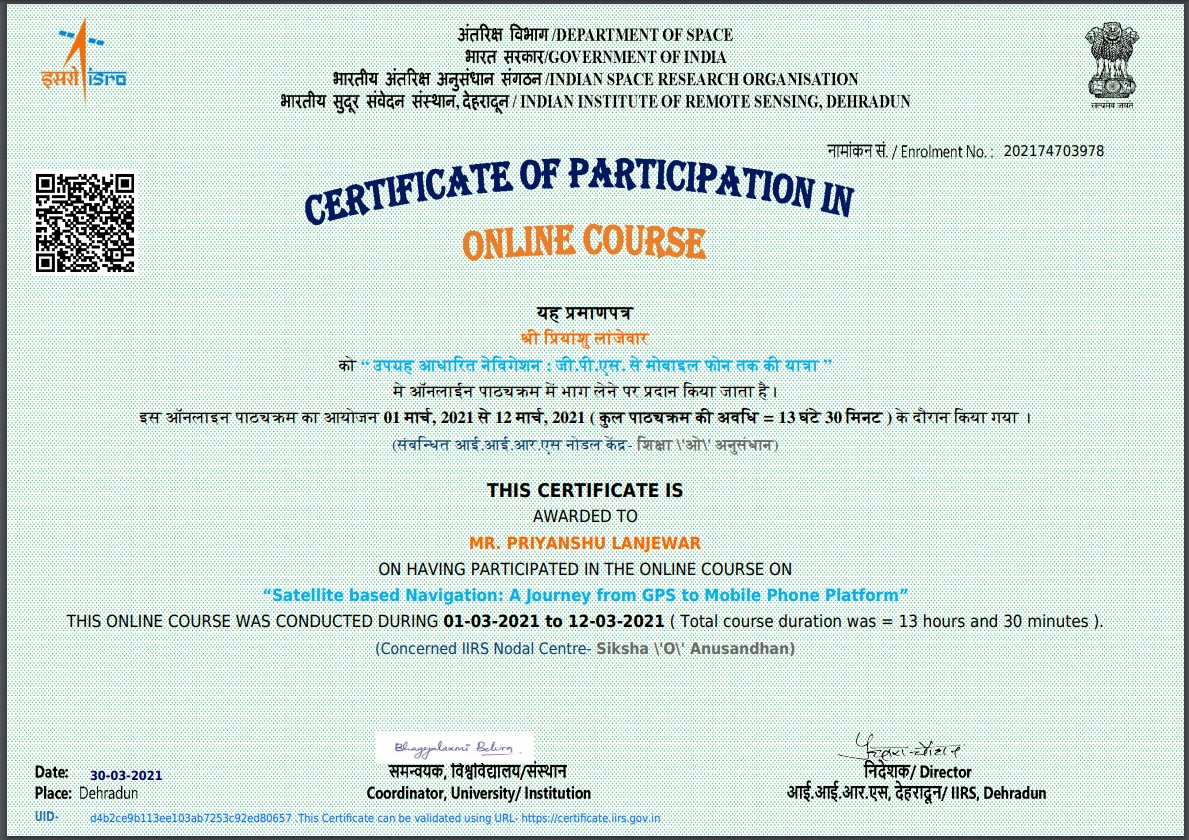 इसरो isro
अंतरिक्ष विभाग /DEPARTMENT OF SPACE
भारत सरकार/GOVERNMENT OF INDIA
भारतीय अंतरिक्ष अनुसंधान संगठन /INDIAN SPACE RESEARCH ORGANISATION
भारतीय सुदूर संवेदन संस्थान, देहरादून / INDIAN INSTITUTE OF REMOTE SENSING, DEHRADUN
सत्यमेव जयते
नामांकन सं. / Enrolment No. : 202174703978
CERTIFICATE OF PARTICIPATION IN
ONLINE COURSE
यह प्रमाणपत्र
श्री प्रियांशु लांजेवार
को “ उपग्रह आधारित नेविगेशन : जी.पी.एस. से मोबाइल फोन तक की यात्रा ”
मे ऑनलाईन पाठ्यक्रम में भाग लेने पर प्रदान किया जाता है ।
इस ऑनलाइन पाठ्यक्रम का आयोजन 01 मार्च, 2021 से 12 मार्च, 2021 ( कुल पाठ्यक्रम की अवधि = 13 घंटे 30 मिनट ) के दौरान किया गया ।
(संबन्धित आई.आई.आर.एस नोडल केंद्र- शिक्षा \'ओ\' अनुसंधान)
THIS CERTIFICATE IS
AWARDED TO
MR. PRIYANSHU LANJEWAR
ON HAVING PARTICIPATED IN THE ONLINE COURSE ON
“Satellite based Navigation: A Journey from GPS to Mobile Phone Platform”
THIS ONLINE COURSE WAS CONDUCTED DURING 01-03-2021 to 12-03-2021 ( Total course duration was = 13 hours and 30 minutes ).
(Concerned IIRS Nodal Centre- Siksha \'O\' Anusandhan)
Bhagyalaxmi Behera
Date: 30-03-2021
समन्वयक, विश्वविद्यालय/संस्थान
निदेशक/ Director
Place: Dehradun
Coordinator, University/ Institution
आई.आई.आर.एस, देहरादून/ IIRS, Dehradun
UID- d4b2ce9b113ee103ab7253c92ed80657 .This Certificate can be validated using URL- https://certificate.iirs.gov.in